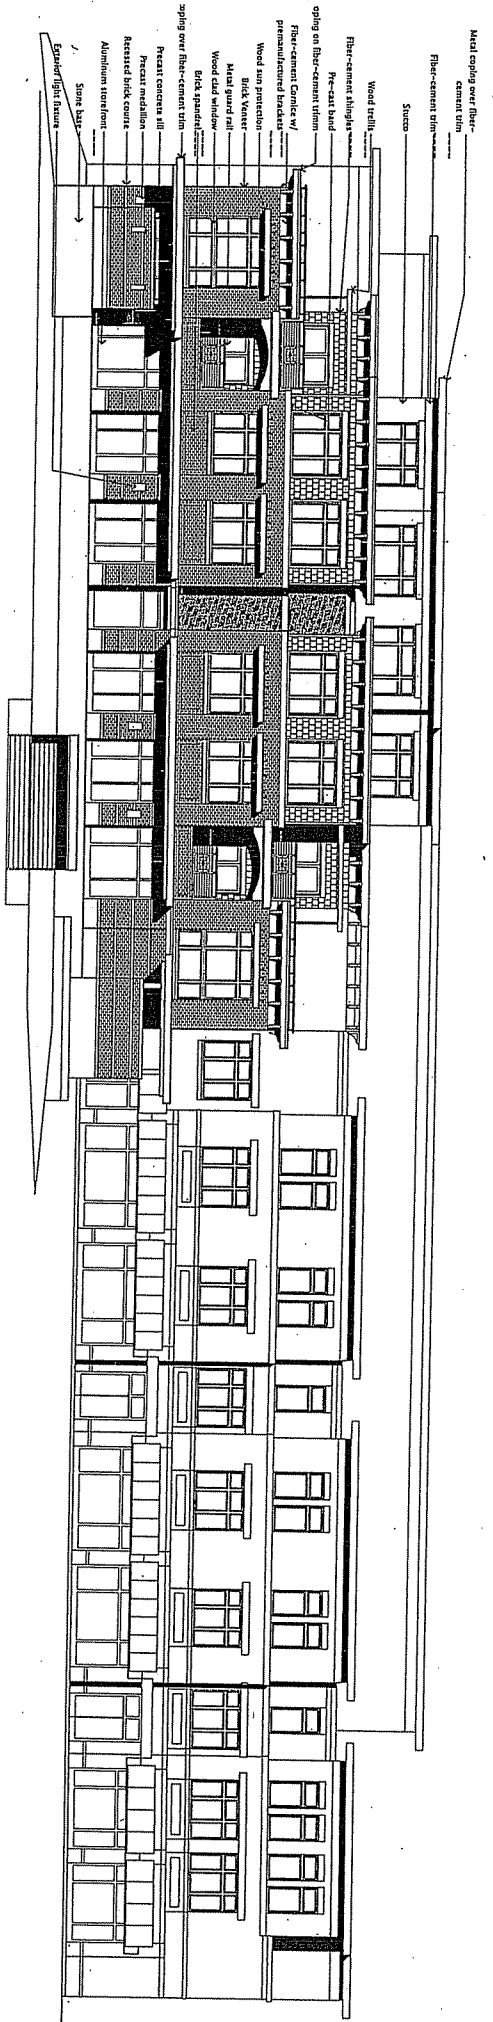 Metal coping over fiber-
cement trim
Fiber-cement trim
Stucco
Wood trellis
Fiber-cement shingles
Pre-cast band
oping on fiber-cement trimm
Fiber-cement Cornice w/
premanufactured brackets
Wood sun protection
Brick Veneer
Metal guard rail
Wood clad window
Brick spandrel
oping over fiber-cement trim
Precast concrete sill
Precast medallion
Recessed brick course
Aluminum storefront
Stone base
Exterior light fixture